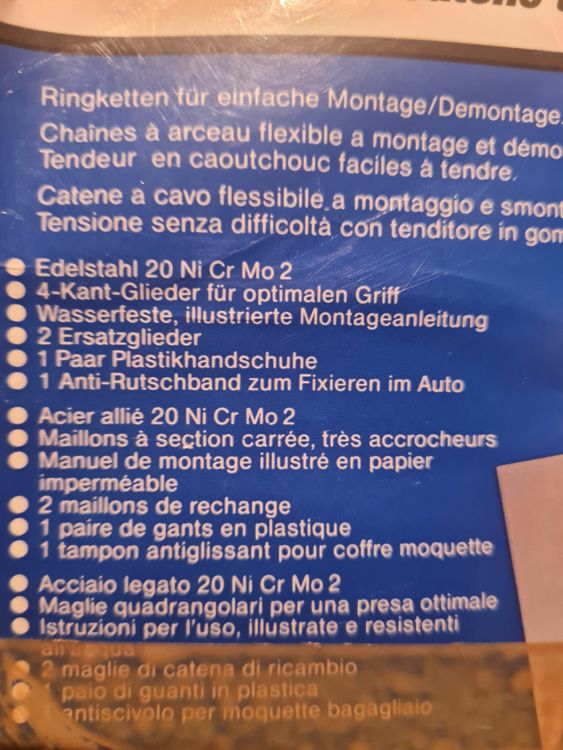 Ringketten für einfache Montage/Demontage.
Chaînes à arceau flexible a montage et démo
Tendeur en caoutchouc faciles à tendre.
Catene a cavo flessibile a montaggio e smont
Tensione senza difficoltà con tenditore in gom
Edelstahl 20 Ni Cr Mo 2
4-Kant-Glieder für optimalen Griff
Wasserfeste, illustrierte Montageanleitung
2 Ersatzglieder
1 Paar Plastikhandschuhe
1 Anti-Rutschband zum Fixieren im Auto
Acier allié 20 Ni Cr Mo 2
Maillons à section carrée, très accrocheurs
Manuel de montage illustré en papier
imperméable
2 maillons de rechange
1 paire de gants en plastique
1 tampon antiglissant pour coffre moquette
Acciaio legato 20 Ni Cr Mo 2
Maglie quadrangolari per una presa ottimale
Istruzioni per l'uso, illustrate e resistenti
all'acqua
2 maglie di catena di ricambio
1 paio di guanti in plastica
1 antiscivolo per moquette bagagliaio